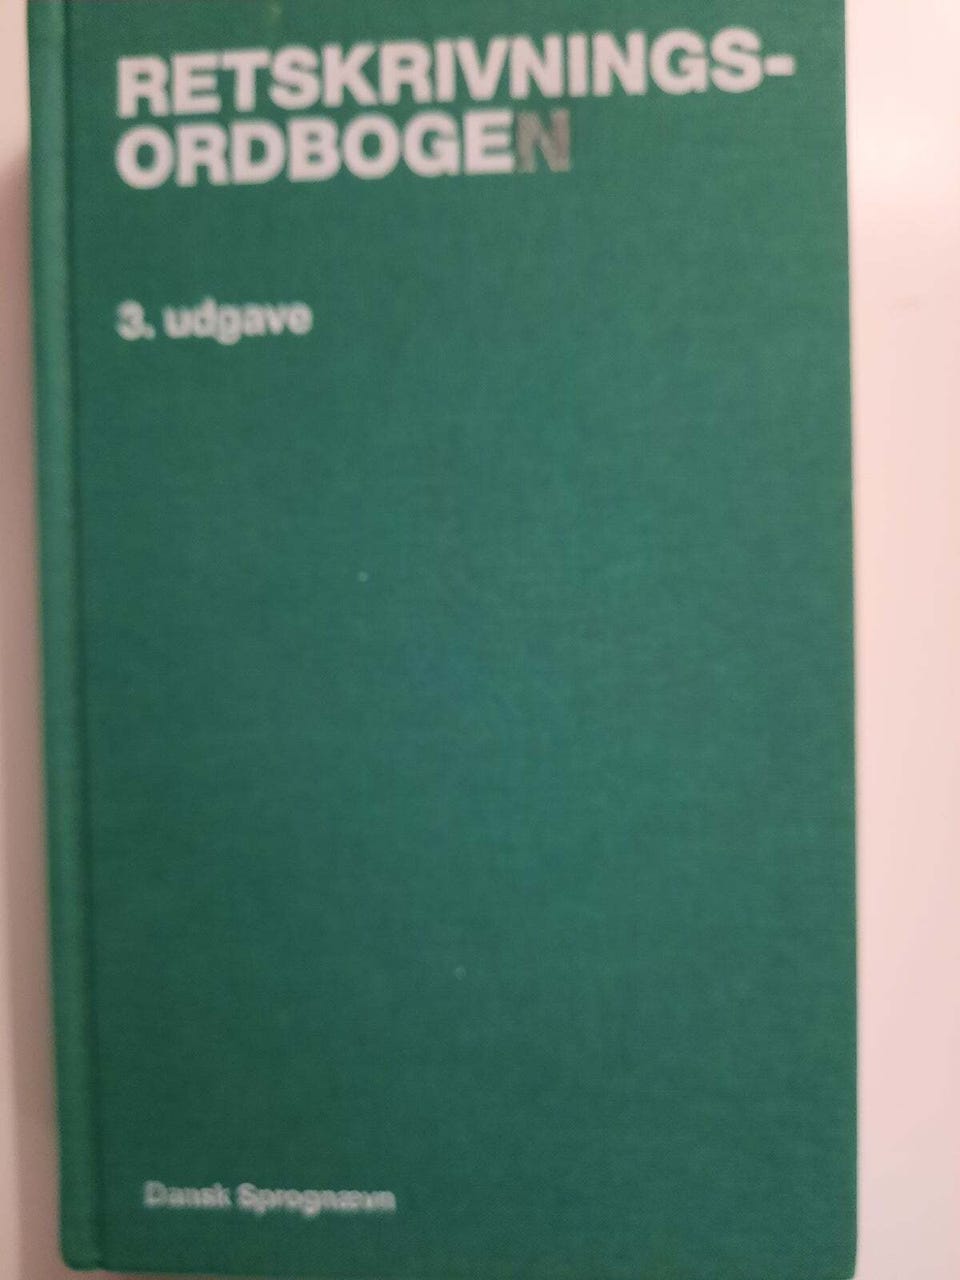 RETSKRIVNINGS-
ORDBOGEN
3. udgave
Dansk Sprognævn